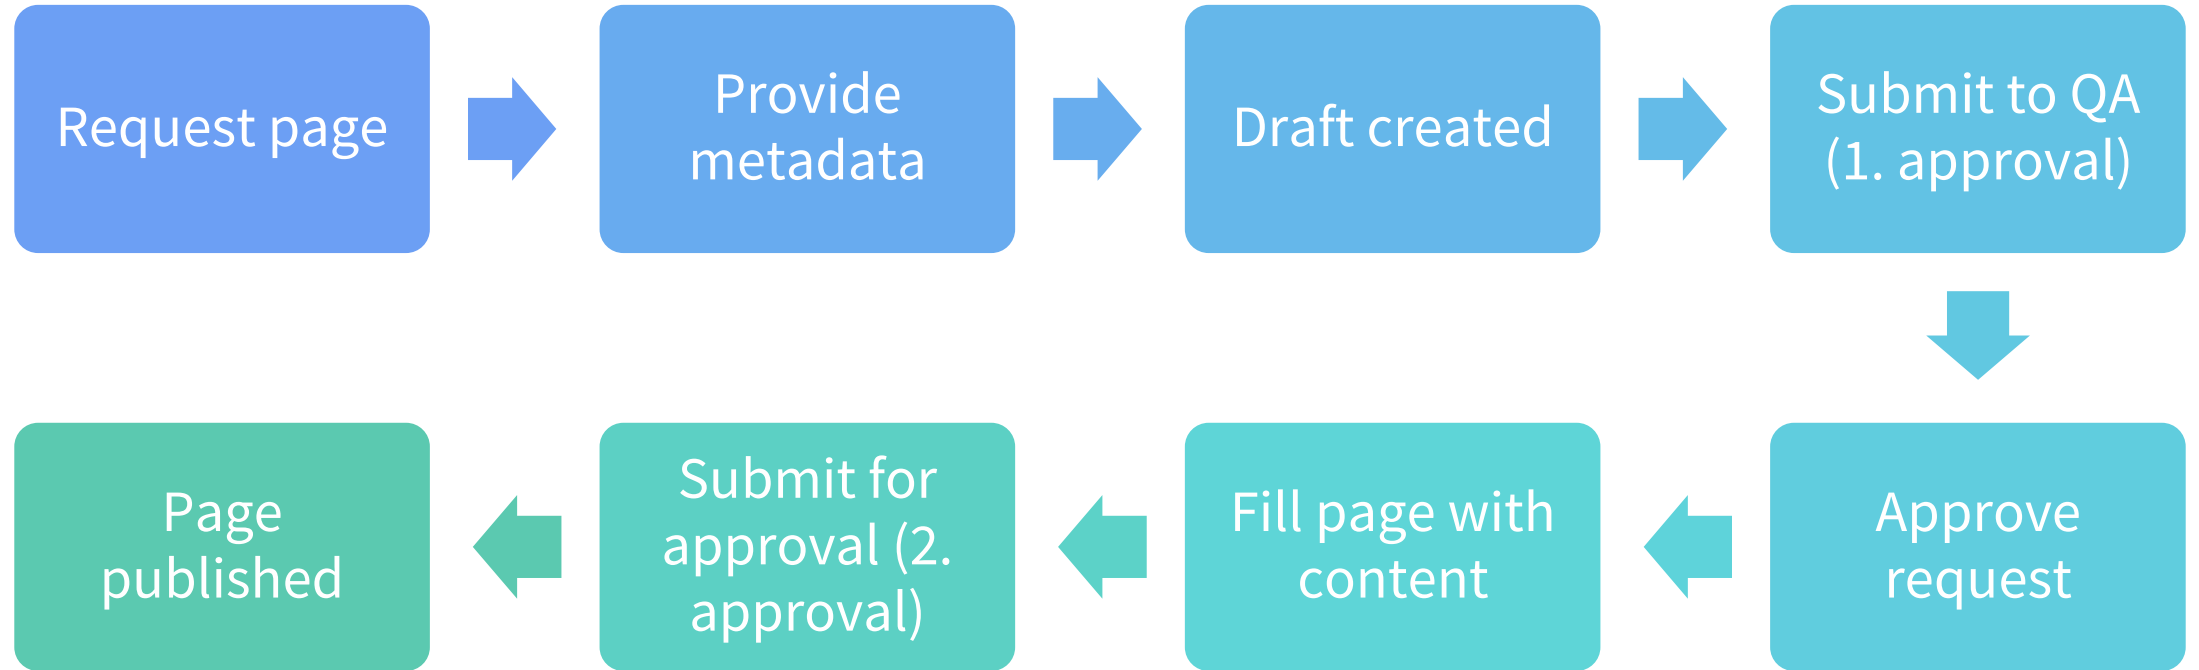 Request page
Provide
metadata
Draft created
Submit to QA
(1. approval)
Approve
request
Fill page with
content
Submit for
approval (2.
approval)
Page
published